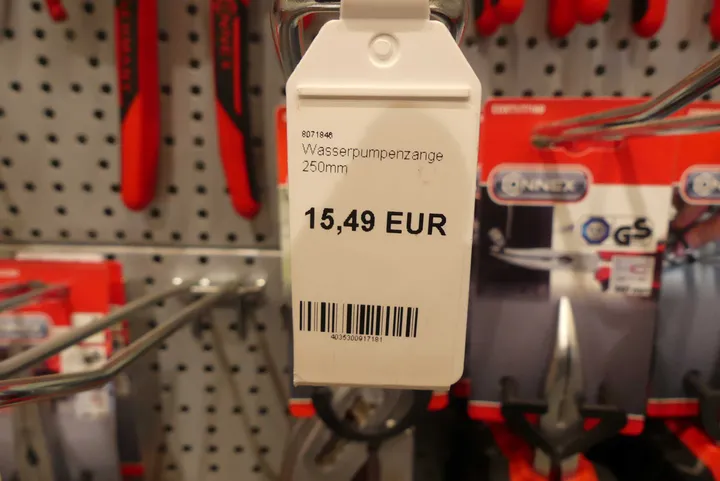 8071846
Wasserpumpenzange
250mm
15,49 EUR
4035300917181
CONNEX
GS